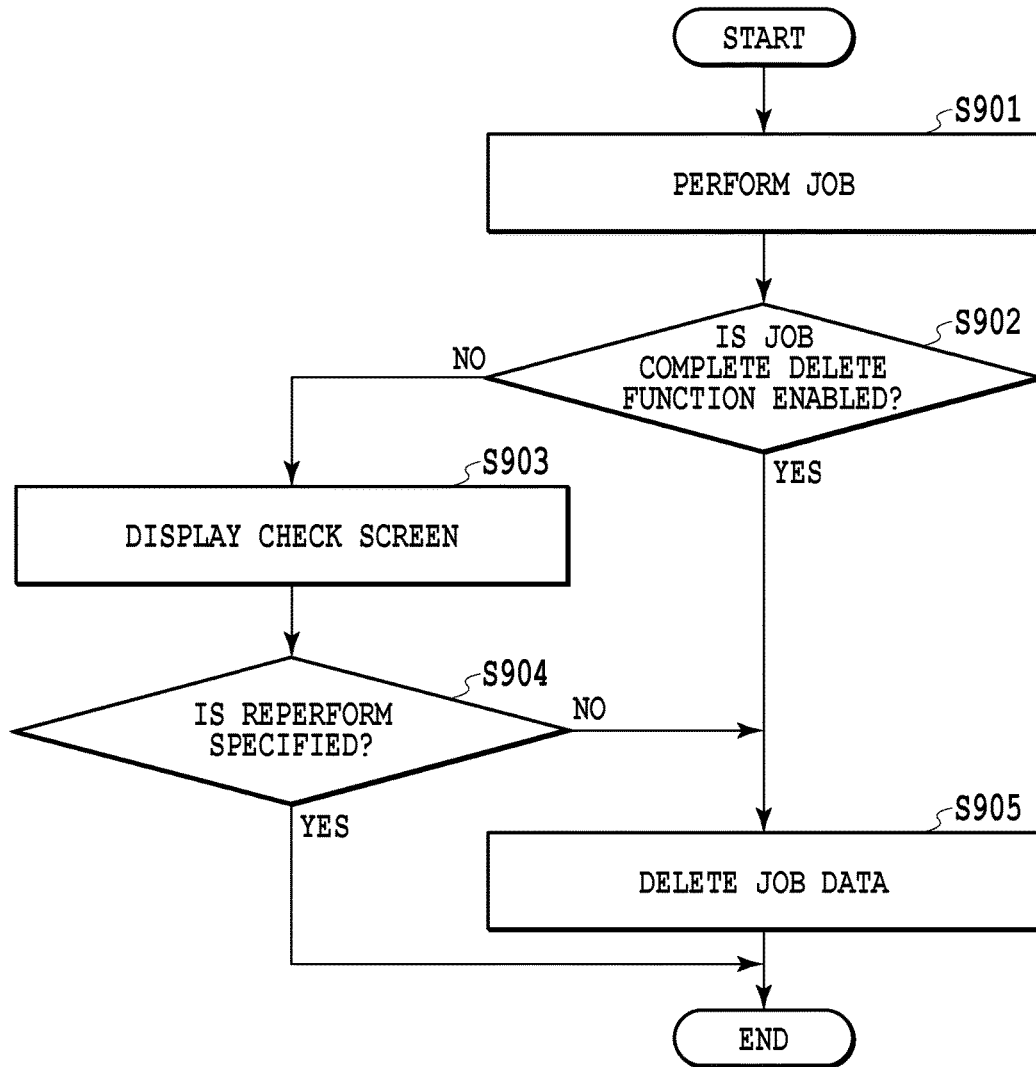 START
S901
PERFORM JOB
S902
IS JOB
COMPLETE DELETE
FUNCTION ENABLED?
NO
YES
S903
DISPLAY CHECK SCREEN
S904
IS REPERFORM
SPECIFIED?
NO
YES
S905
DELETE JOB DATA
END